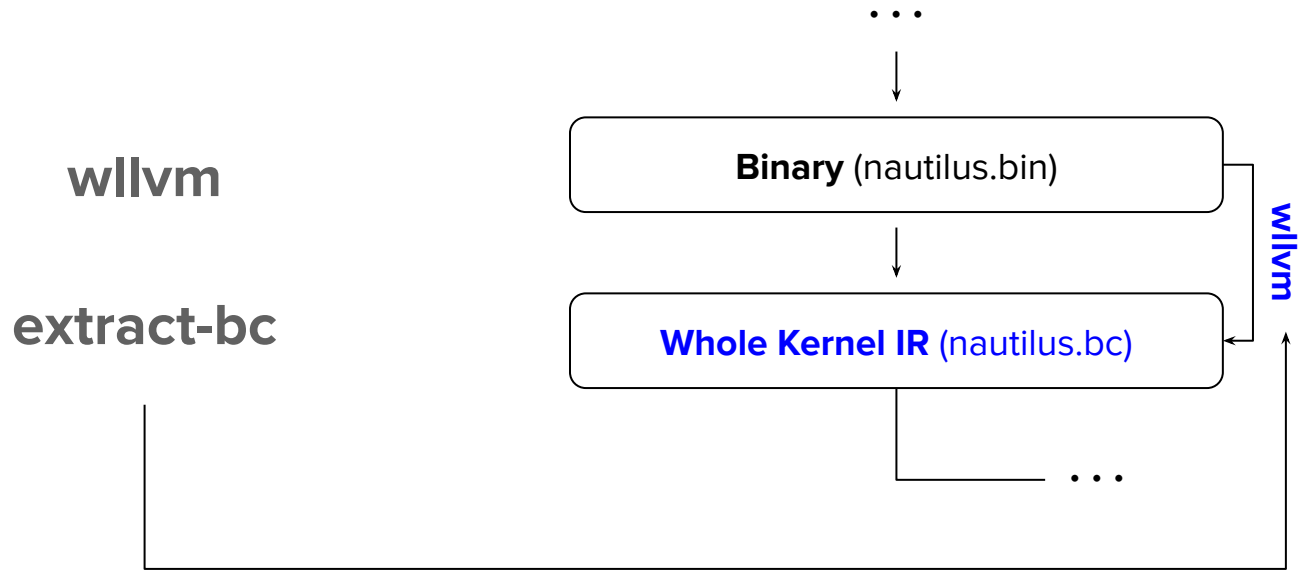 ...
Binary (nautilus.bin)
wllvm
wllvm
extract-bc
Whole Kernel IR (nautilus.bc)
...